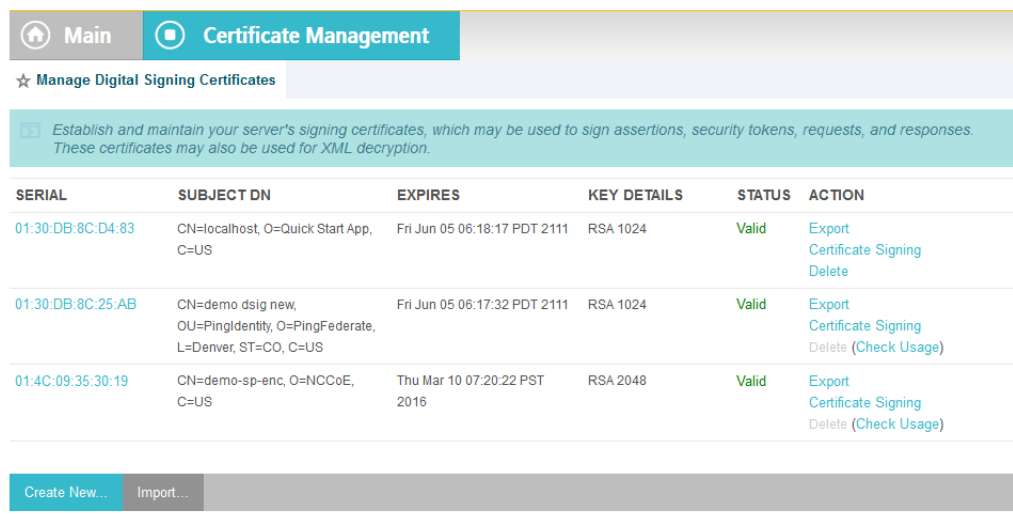 Main
Certificate Management
Manage Digital Signing Certificates
Establish and maintain your server's signing certificates, which may be used to sign assertions, security tokens, requests, and responses.
These certificates may also be used for XML decryption.
SERIAL SUBJECT DN EXPIRES KEY DETAILS STATUS ACTION
01:30:DB:8C:D4:83 CN=localhost, O=Quick Start App, Fri Jun 05 06:18:17 PDT 2111 RSA 1024 Valid Export
C=US Certificate Signing
Delete
01:30:DB:8C:25:AB CN=demo dsig new, Fri Jun 05 06:17:32 PDT 2111 RSA 1024 Valid Export
OU=PingIdentity, O=PingFederate, Certificate Signing
L=Denver, ST=CO, C=US Delete (Check Usage)
01:4C:09:35:30:19 CN=demo-sp-enc, O=NCCoE, Thu Mar 10 07:20:22 PST RSA 2048 Valid Export
C=US 2016 Certificate Signing
Delete (Check Usage)
Create New... Import...